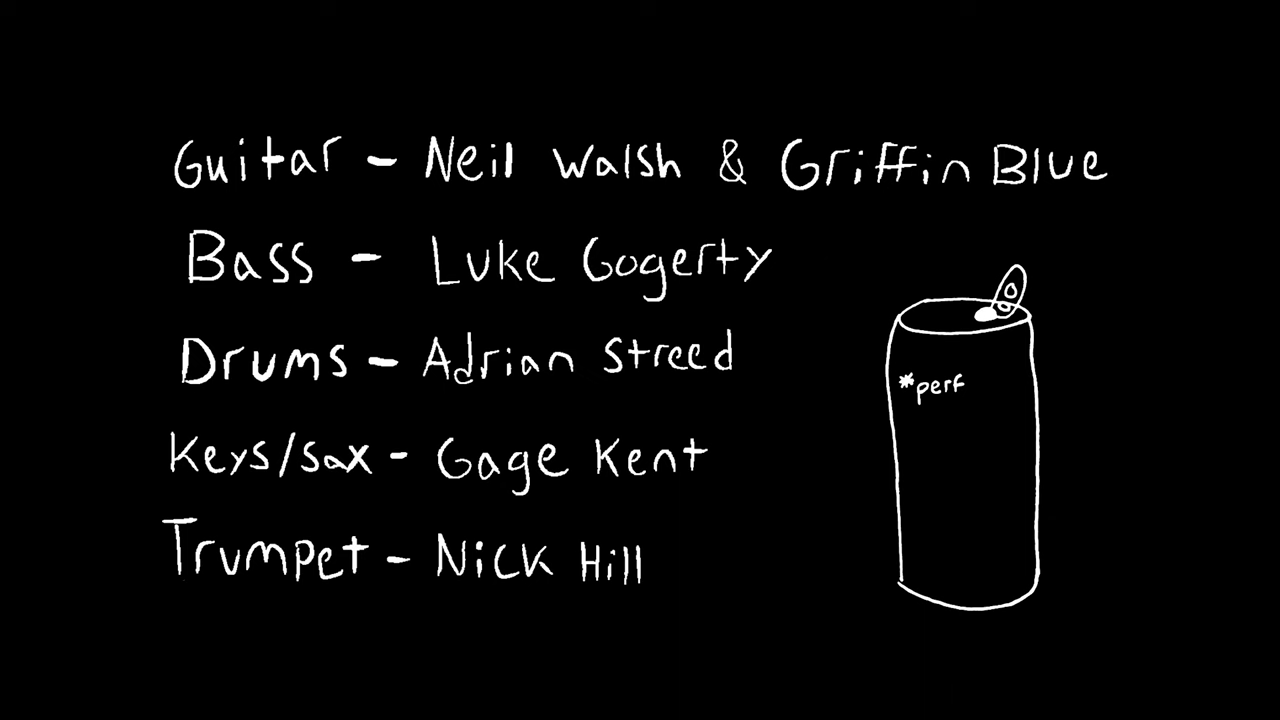 Guitar - Neil Walsh & Griffin Blue
Bass - Luke Gogerty
Drums - Adrian Streed
Keys/Sax - Gage Kent
Trumpet - Nick Hill
*perf